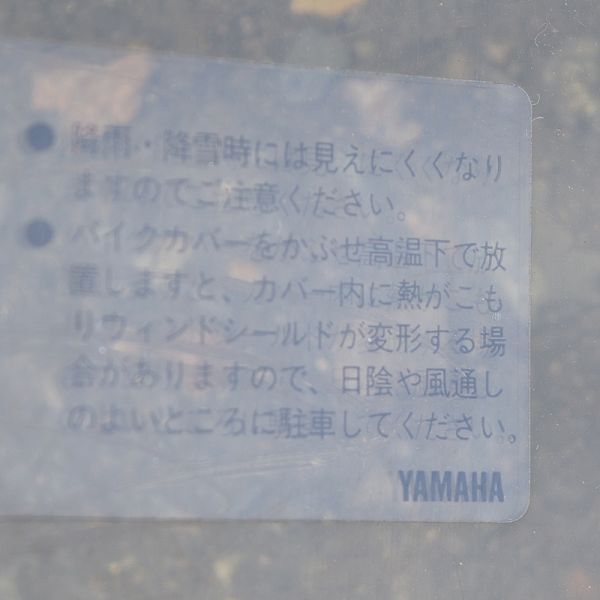 ● 降雨・降雪時には見えにくくなり
ますのでご注意ください。
● バイクカバーをかぶせ高温下で放
置しますと、カバー内に熱がこも
りウィンドシールドが変形する場
合がありますので、日陰や風通し
のよいところに駐車してください。
YAMAHA